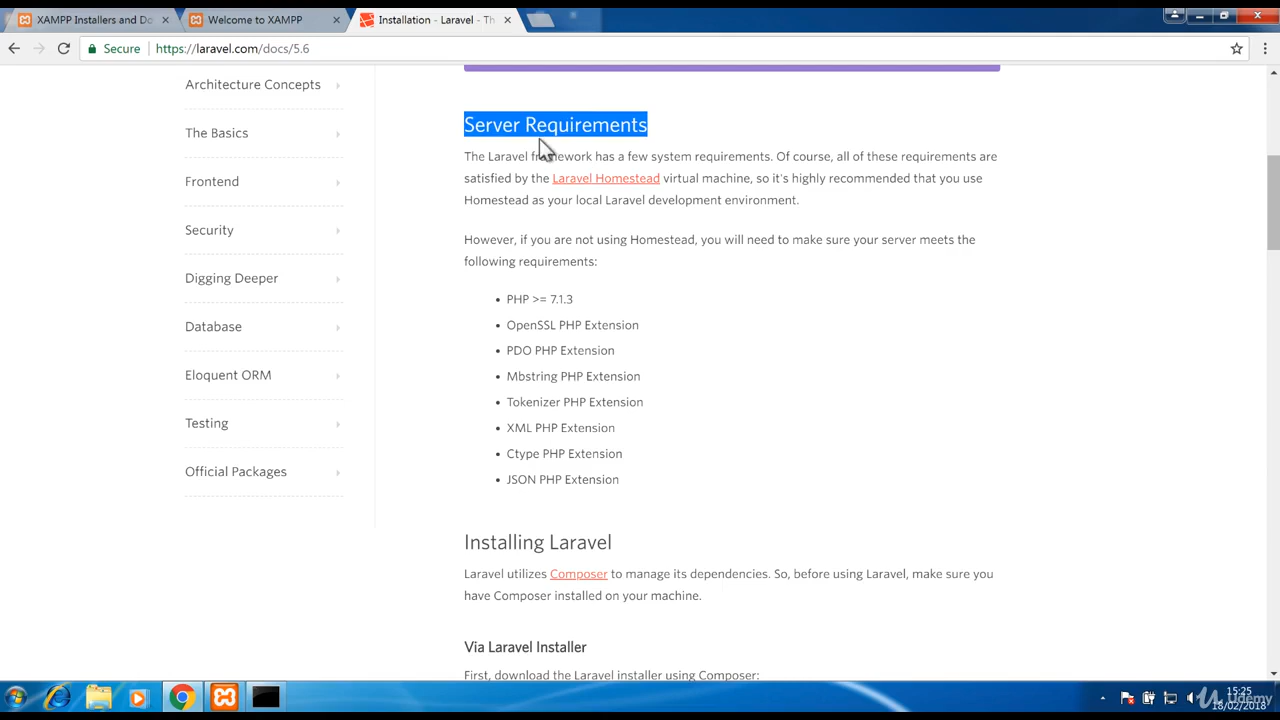 XAMPP Installers and Do
Welcome to XAMPP
Installation - Laravel - Th
Secure
https://laravel.com/docs/5.6
Architecture Concepts
The Basics
Frontend
Security
Digging Deeper
Database
Eloquent ORM
Testing
Official Packages
Server Requirements
The Laravel framework has a few system requirements. Of course, all of these requirements are
satisfied by the Laravel Homestead virtual machine, so it's highly recommended that you use
Homestead as your local Laravel development environment.
However, if you are not using Homestead, you will need to make sure your server meets the
following requirements:
• PHP >= 7.1.3
• OpenSSL PHP Extension
• PDO PHP Extension
• Mbstring PHP Extension
• Tokenizer PHP Extension
• XML PHP Extension
• Ctype PHP Extension
• JSON PHP Extension
Installing Laravel
Laravel utilizes Composer to manage its dependencies. So, before using Laravel, make sure you
have Composer installed on your machine.
Via Laravel Installer
First, download the Laravel installer using Composer:
15:25
18/02/2018
Udemy